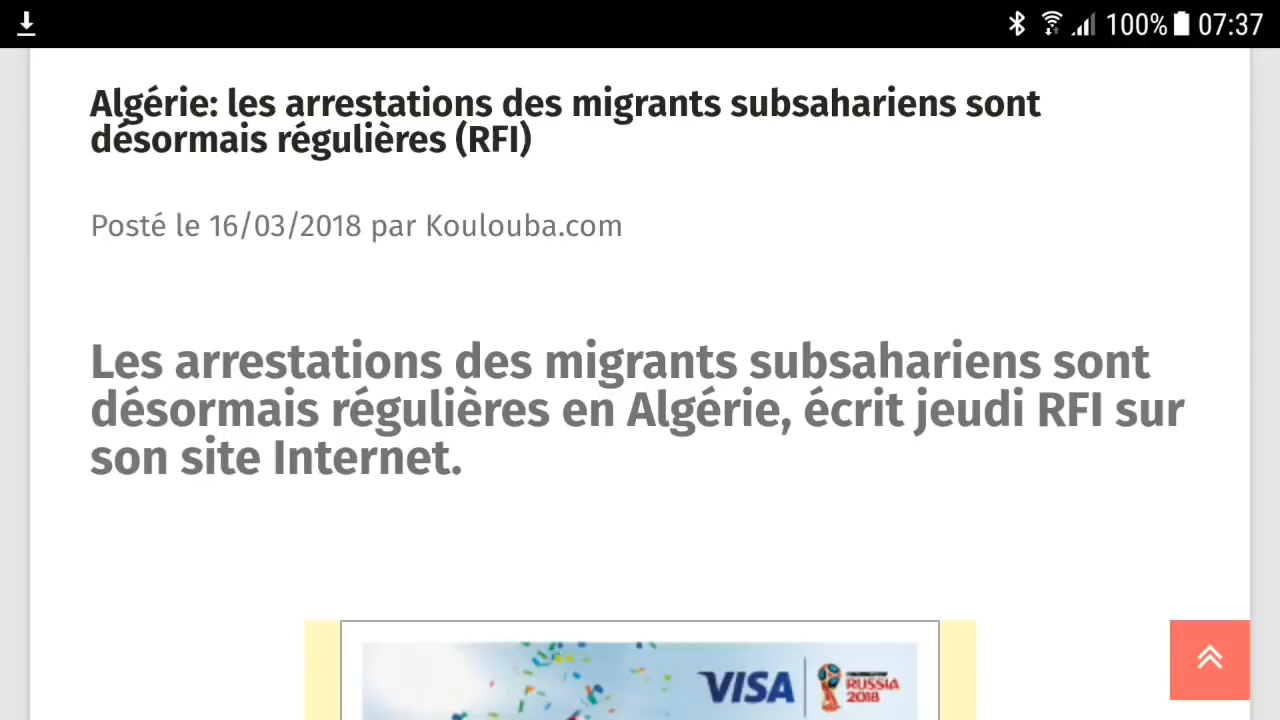 100% 07:37
Algérie: les arrestations des migrants subsahariens sont
désormais régulières (RFI)
Posté le 16/03/2018 par Koulouba.com
Les arrestations des migrants subsahariens sont
désormais régulières en Algérie, écrit jeudi RFI sur
son site Internet.
VISA
RUSSIA
2018